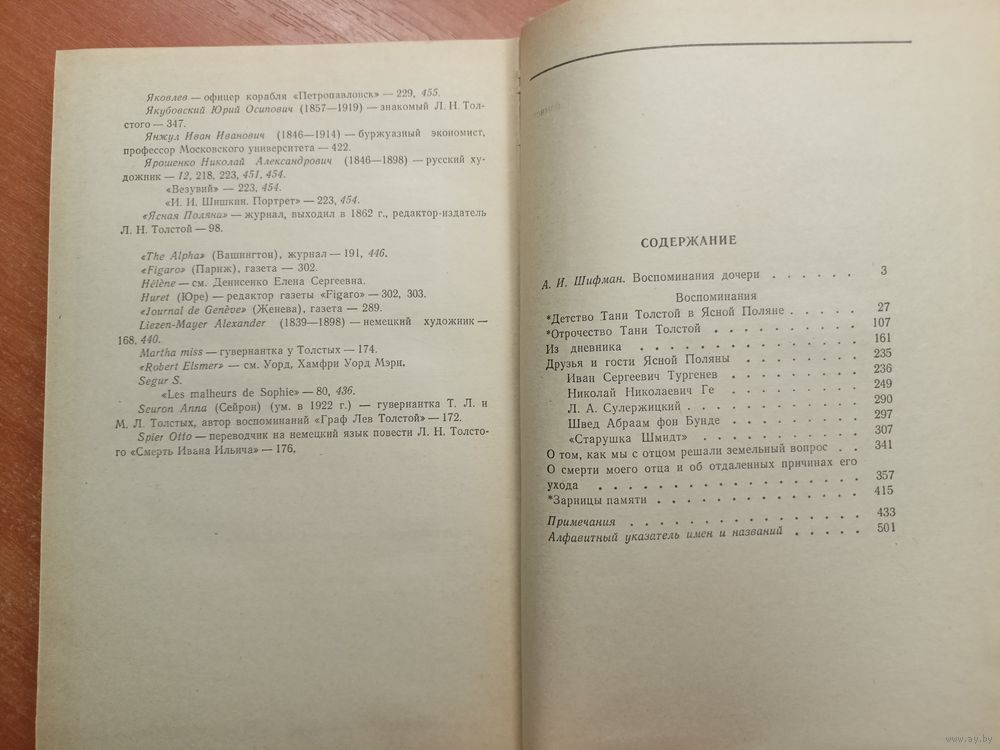 Яковлев — офицер корабля «Петропавловск» — 229, 455.
Якубовский Юрий Осипович (1857—1919) — знакомый Л. Н. Тол-
стого — 347.
Янжул Иван Иванович (1846—1914) — буржуазный экономист,
профессор Московского университета — 422.
Ярошенко Николай Александрович (1846—1898) — русский ху-
дожник — 12, 218, 223, 451, 454.
«Везувий» — 223, 454.
«И. И. Шишкин. Портрет» — 223, 454.
«Ясная Поляна» — журнал, выходил в 1862 г., редактор-издатель
Л. Н. Толстой — 98.
«The Alpha» (Вашингтон), журнал — 191, 446.
«Figaro» (Париж), газета — 302.
Hélène — см. Денисенко Елена Сергеевна.
Huret (Юре) — редактор газеты «Figaro» — 302, 303.
«Journal de Genève» (Женева), газета — 289.
Liezen-Mayer Alexander (1839—1898) — немецкий художник —
168, 440.
Martha miss — гувернантка у Толстых — 174.
«Robert Elsmer» — см. Уорд, Хамфри Уорд Мэри.
Segur S.
«Les malheurs de Sophie» — 80, 436.
Seuron Anna (Сейрон) (ум. в 1922 г.) — гувернантка Т. Л. и
М. Л. Толстых, автор воспоминаний «Граф Лев Толстой» — 172.
Spier Otto — переводчик на немецкий язык повести Л. Н. Толсто-
го «Смерть Ивана Ильича» — 176.
СОДЕРЖАНИЕ
А. И. Шифман. Воспоминания дочери . . . . . . 3
Воспоминания
*Детство Тани Толстой в Ясной Поляне . . . . . 27
*Отрочество Тани Толстой . . . . . . . . . . 107
Из дневника . . . . . . . . . . . . . 161
Друзья и гости Ясной Поляны . . . . . . . . 235
Иван Сергеевич Тургенев . . . . . . . . . 236
Николай Николаевич Ге . . . . . . . . . 249
Л. А. Сулержицкий . . . . . . . . . . . 290
Швед Абраам фон Бунде . . . . . . . . . 297
«Старушка Шмидт» . . . . . . . . . . 307
О том, как мы с отцом решали земельный вопрос . . 341
О смерти моего отца и об отдаленных причинах его
ухода . . . . . . . . . . . . . . . 357
*Зарницы памяти . . . . . . . . . . . . 415
Примечания . . . . . . . . . . . . . . 433
Алфавитный указатель имен и названий . . . . . 501
www.ay.by